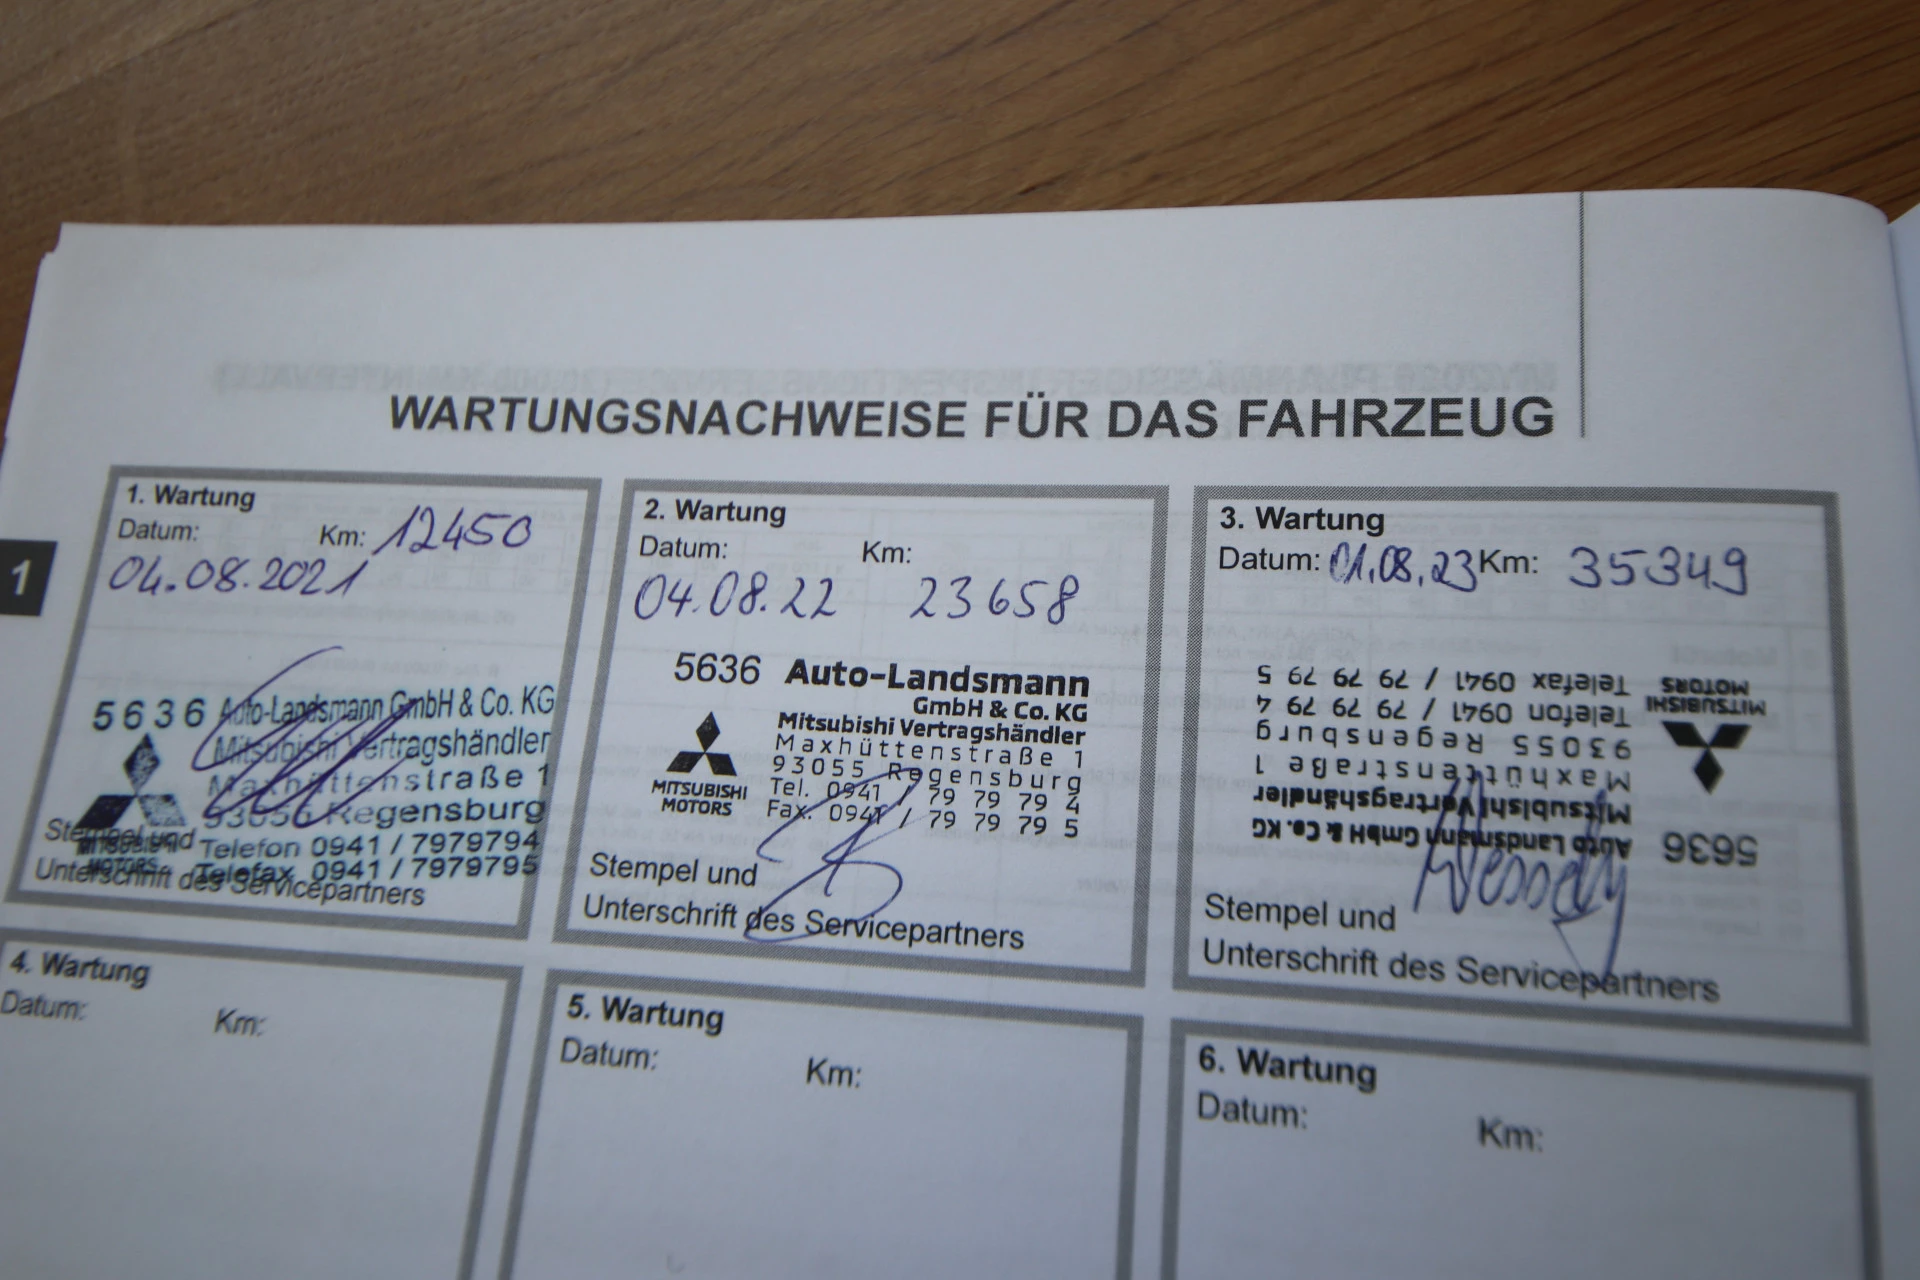 WARTUNGSNACHWEISE FÜR DAS FAHRZEUG
1
1. Wartung
Datum: Km: 12450
04.08.2021
5636 Auto-Landsmann GmbH & Co. KG
Mitsubishi Vertragshändler
Maxhüttenstraße 1
93055 Regensburg
Telefon 0941 / 7979794
Telefax 0941 / 7979795
MITSUBISHI
MOTORS
Stempel und
Unterschrift des Servicepartners
2. Wartung
Datum: Km:
04.08.22 23658
5636 Auto-Landsmann
GmbH & Co. KG
Mitsubishi Vertragshändler
Maxhüttenstraße 1
93055 Regensburg
Tel. 0941 / 79 79 79 4
Fax. 0941 / 79 79 79 5
MITSUBISHI
MOTORS
Stempel und
Unterschrift des Servicepartners
3. Wartung
Datum: 01.08.23 Km: 35349
5636 Auto Landsmann GmbH & Co. KG
Mitsubishi Vertragshändler
Maxhüttenstraße 1
93055 Regensburg
Telefon 0941 / 79 79 79 4
Telefax 0941 / 79 79 79 5
MITSUBISHI
MOTORS
Stempel und
Unterschrift des Servicepartners
4. Wartung
Datum: Km:
5. Wartung
Datum: Km:
6. Wartung
Datum: Km: